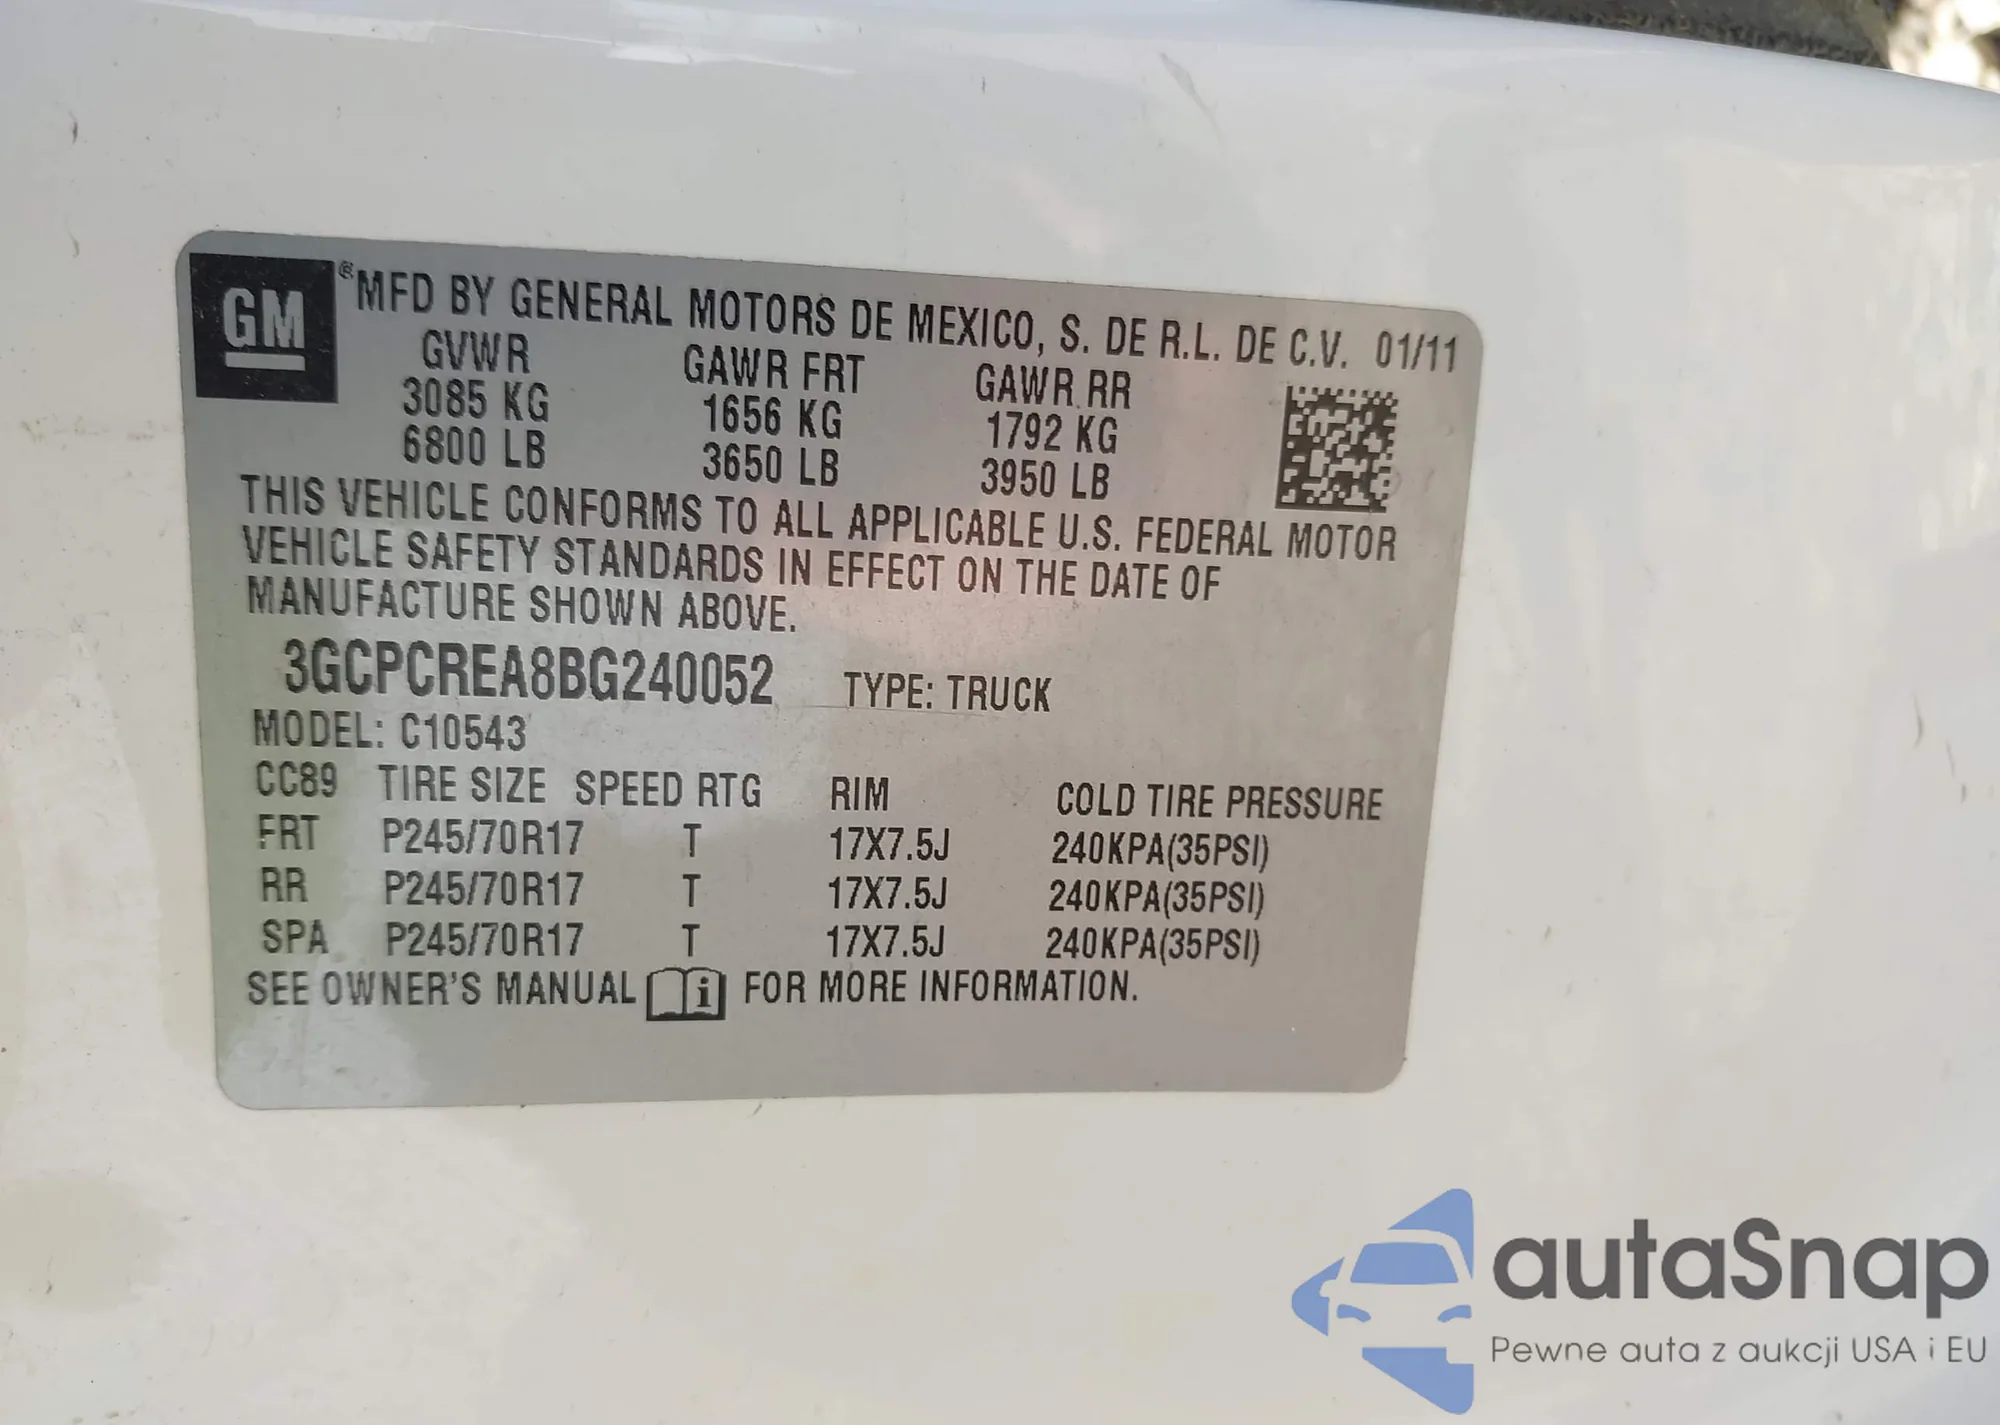 GM ® MFD BY GENERAL MOTORS DE MEXICO, S. DE R.L. DE C.V. 01/11
GVWR GAWR FRT GAWR RR
3085 KG 1656 KG 1792 KG
6800 LB 3650 LB 3950 LB
THIS VEHICLE CONFORMS TO ALL APPLICABLE U.S. FEDERAL MOTOR
VEHICLE SAFETY STANDARDS IN EFFECT ON THE DATE OF
MANUFACTURE SHOWN ABOVE.
3GCPCREA8BG240052 TYPE: TRUCK
MODEL: C10543
CC89 TIRE SIZE SPEED RTG RIM COLD TIRE PRESSURE
FRT P245/70R17 T 17X7.5J 240KPA(35PSI)
RR P245/70R17 T 17X7.5J 240KPA(35PSI)
SPA P245/70R17 T 17X7.5J 240KPA(35PSI)
SEE OWNER'S MANUAL i FOR MORE INFORMATION.
autaSnap
Pewne auta z aukcji USA i EU